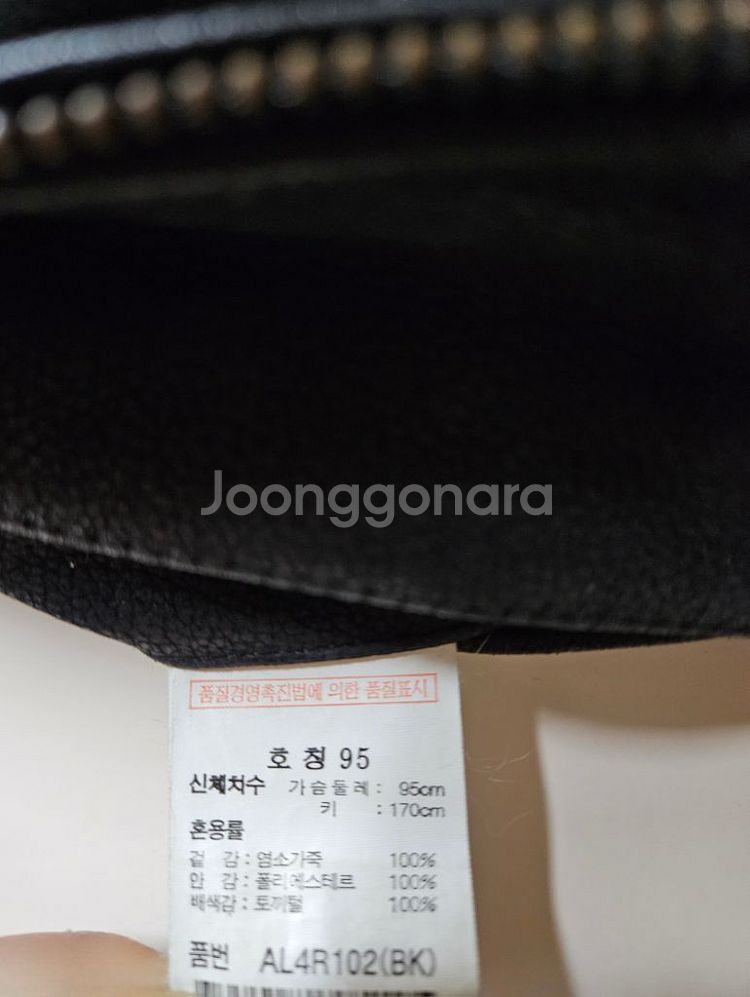 Joonggonara
품질경영촉진법에 의한 품질표시
호 칭 95
신체치수 가슴둘레 : 95cm
키 : 170cm
혼용률
겉 감 : 염소가죽 100%
안 감 : 폴리에스테르 100%
배색감 : 토끼털 100%
품번 AL4R102(BK)